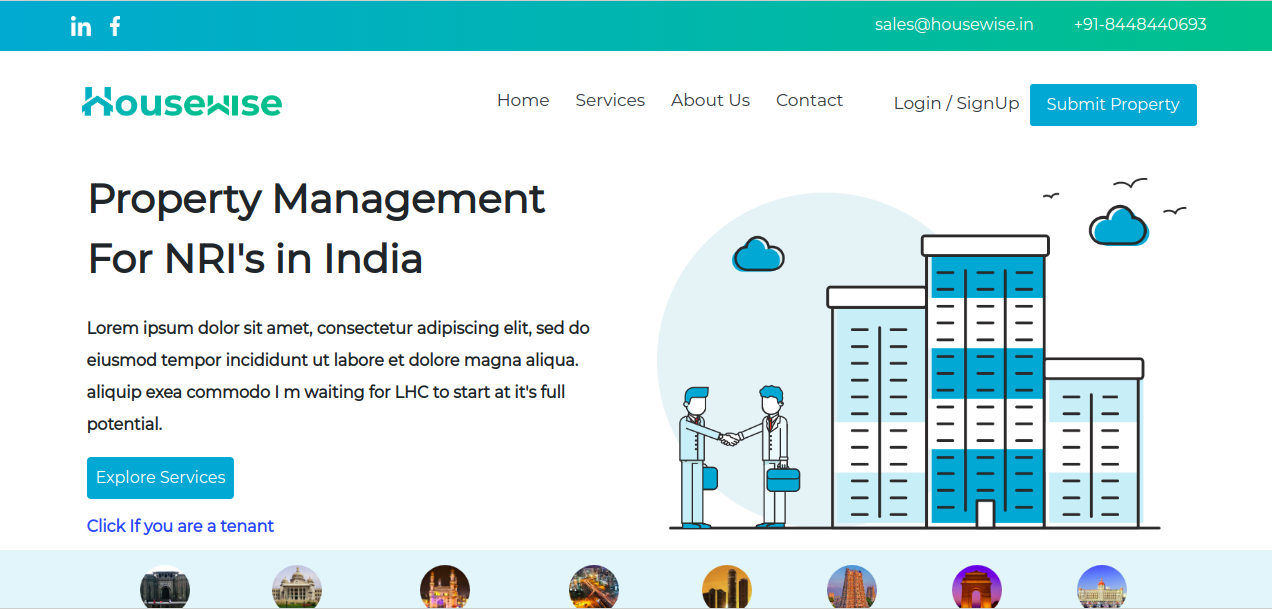 in f
sales@housewise.in +91-8448440693
Housewise
Home Services About Us Contact Login / SignUp Submit Property
Property Management
For NRI's in India
Lorem ipsum dolor sit amet, consectetur adipiscing elit, sed do
eiusmod tempor incididunt ut labore et dolore magna aliqua.
aliquip exea commodo I m waiting for LHC to start at it's full
potential.
Explore Services
Click If you are a tenant